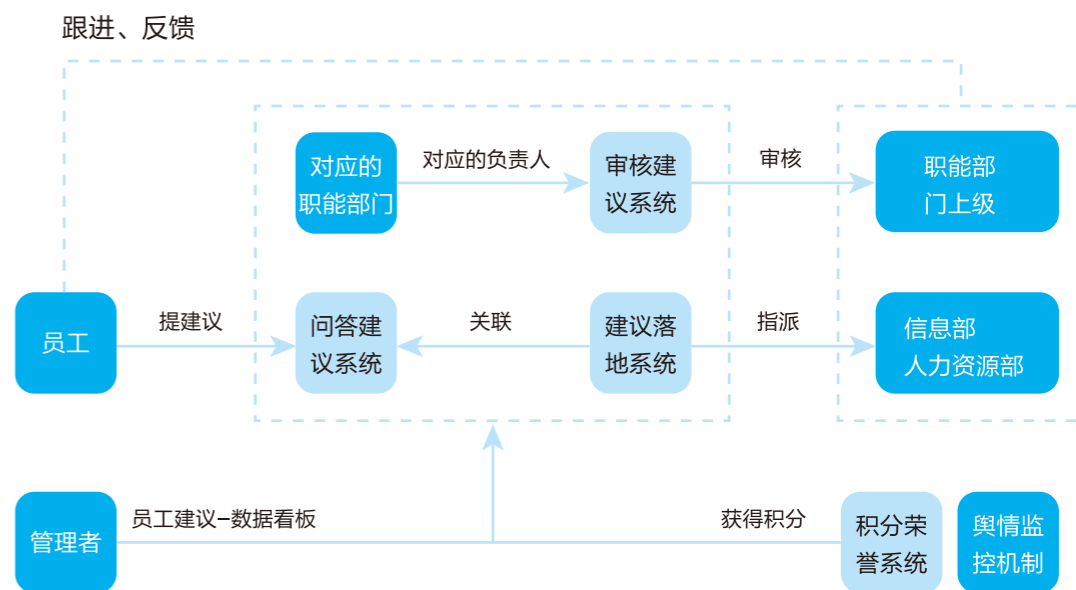 跟进、反馈
对应的
职能部门
对应的负责人
审核建
议系统
审核
职能部
门上级
员工
提建议
问答建
议系统
关联
建议落
地系统
指派
信息部
人力资源部
管理者
员工建议-数据看板
获得积分
积分荣
誉系统
舆情监
控机制